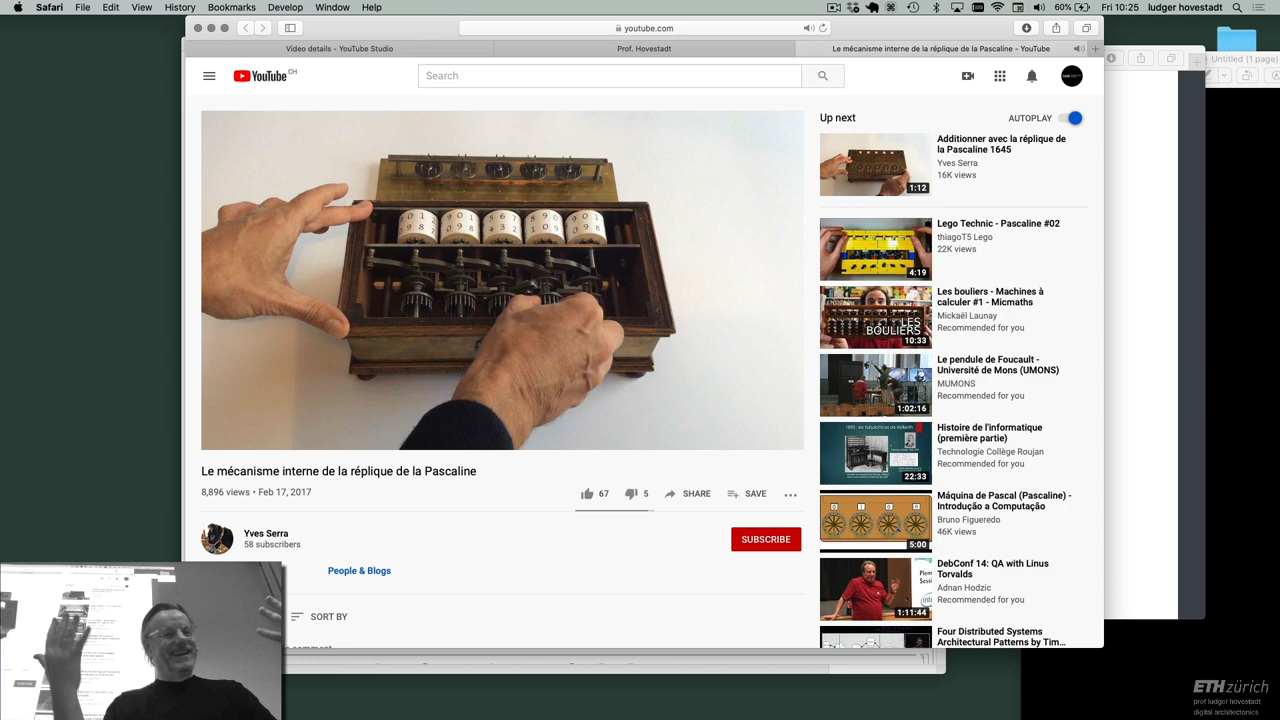 Safari File Edit View History Bookmarks Develop Window Help 60% Fri 10:25 ludger hovestadt
youtube.com
Video details - YouTube Studio
Prof. Hovestadt
Le mécanisme interne de la réplique de la Pascaline - YouTube
Untitled (1 page)
YouTube CH
Search
Up next
AUTOPLAY
Additionner avec la réplique de
la Pascaline 1645
Yves Serra
16K views
1:12
Lego Technic - Pascaline #02
thiagoT5 Lego
22K views
4:19
Les bouliers - Machines à
calculer #1 - Micmaths
Mickaël Launay
Recommended for you
LES
BOULIERS
10:33
Le pendule de Foucault -
Université de Mons (UMONS)
MUMONS
Recommended for you
1:02:16
Histoire de l'informatique
(première partie)
Technologie Collège Roujan
Recommended for you
22:33
Máquina de Pascal (Pascaline) -
Introdução a Computação
Bruno Figueredo
46K views
5:00
DebConf 14: QA with Linus
Torvalds
Adnan Hodzic
Recommended for you
1:11:44
Four Distributed Systems
Architectural Patterns by Tim...
Le mécanisme interne de la réplique de la Pascaline
8,896 views • Feb 17, 2017
67 5 SHARE SAVE
Yves Serra
58 subscribers
SUBSCRIBE
People & Blogs
SORT BY
ETH zürich
prof ludger hovestadt
digital architectonics